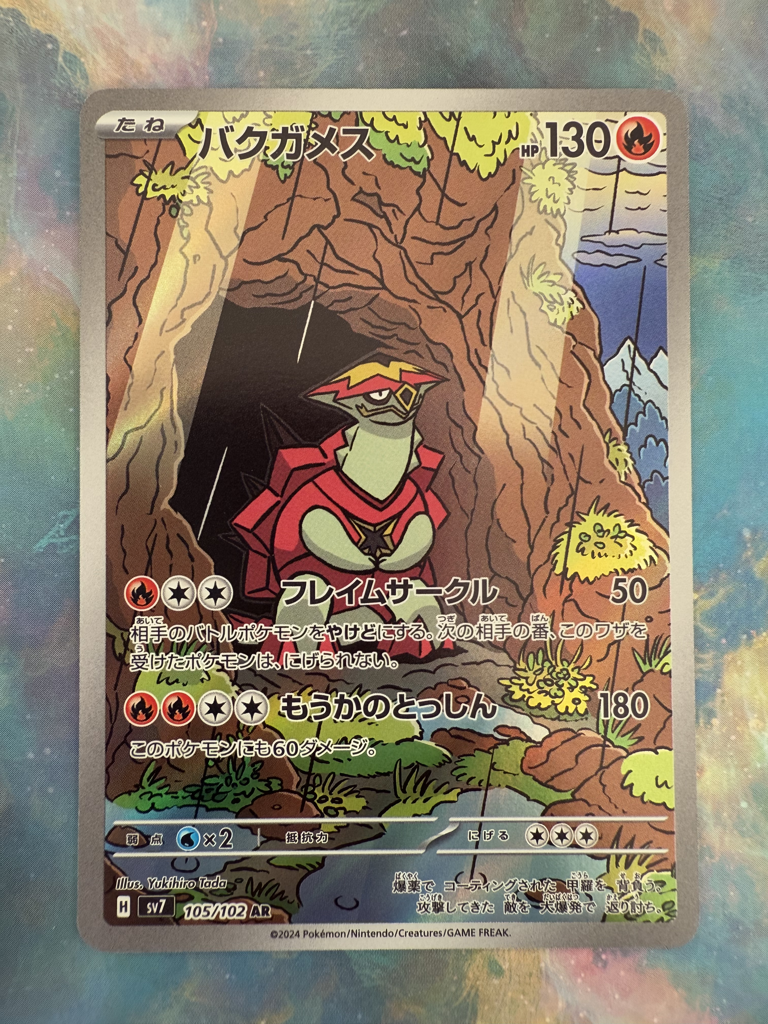 たね バクガメス HP 130
フレイムサークル 50
相手のバトルポケモンをやけどにする。次の相手の番、このワザを
受けたポケモンは、にげられない。
もうかのとっしん 180
このポケモンにも60ダメージ。
弱点 ×2 抵抗力 にげる
Illus. Yukihiro Tada
爆薬で コーティングされた 甲羅を 背負う。
攻撃してきた 敵を 大爆発で 返り討ち。
H sv7 105/102 AR
©2024 Pokémon/Nintendo/Creatures/GAME FREAK.